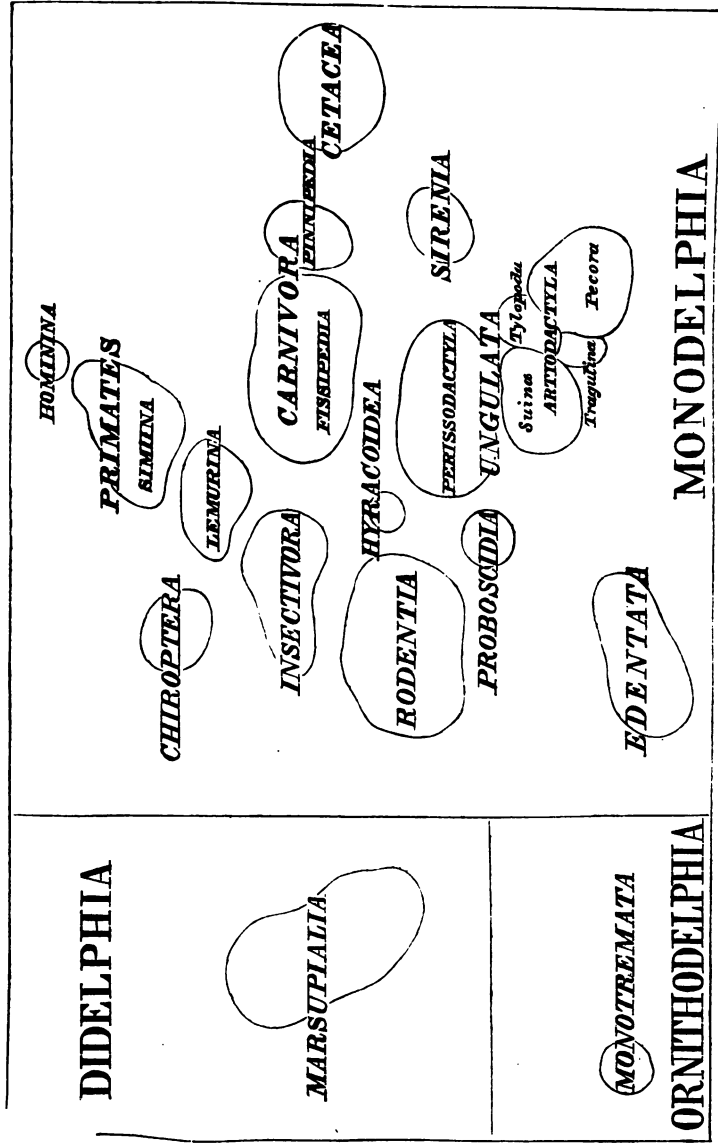 DIDELPHIA
MARSUPIALIA
MONOTREMATA
ORNITHODELPHIA
HOMININA
PRIMATES
SIMIINA
LEMURINA
CHIROPTERA
CETACEA
PINNIPEDIA
CARNIVORA
FISSIPEDIA
INSECTIVORA
SIRENIA
HYRACOIDEA
RODENTIA
PERISSODACTYLA
UNGULATA
PROBOSCIDIA
Tylopoda
Suina
ARTIODACTYLA
Pecora
Tragulina
EDENTATA
MONODELPHIA